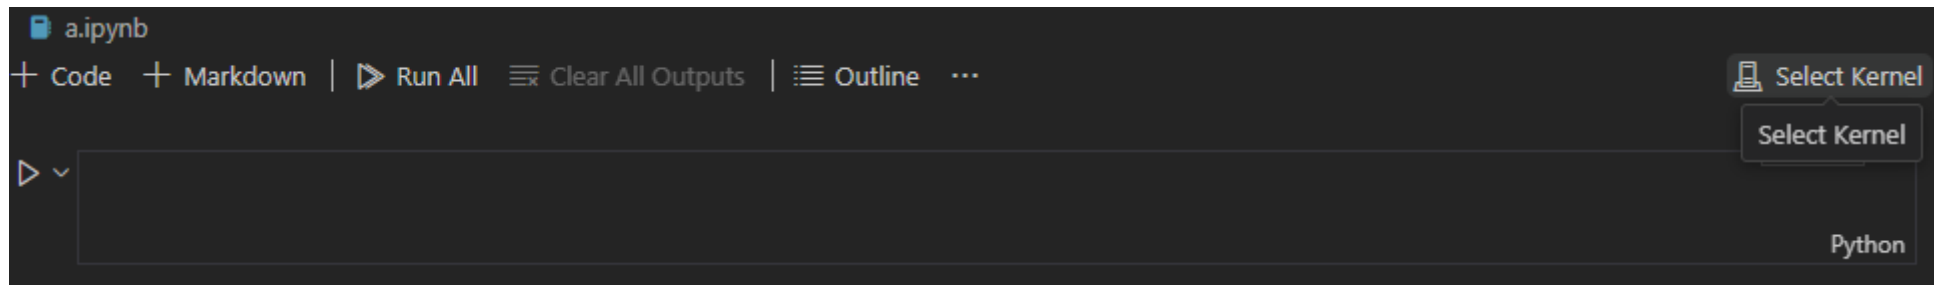 a.ipynb
Code Markdown Run All Clear All Outputs Outline ... Select Kernel
Select Kernel
Python